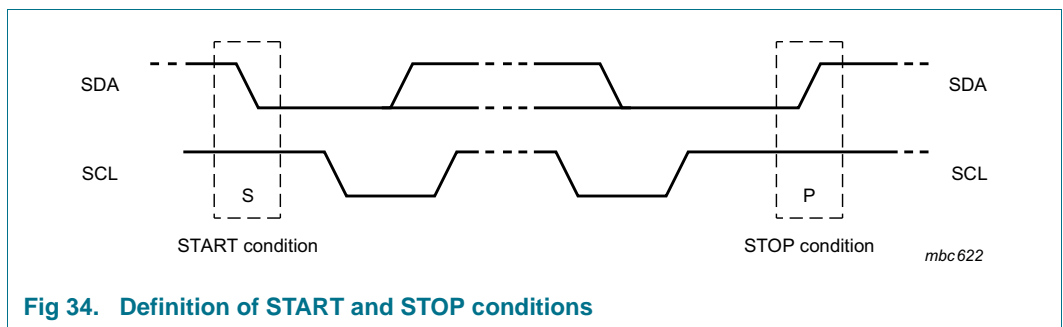 SDA SDA
SCL SCL
S P
START condition STOP condition
mbc622
Fig 34. Definition of START and STOP conditions